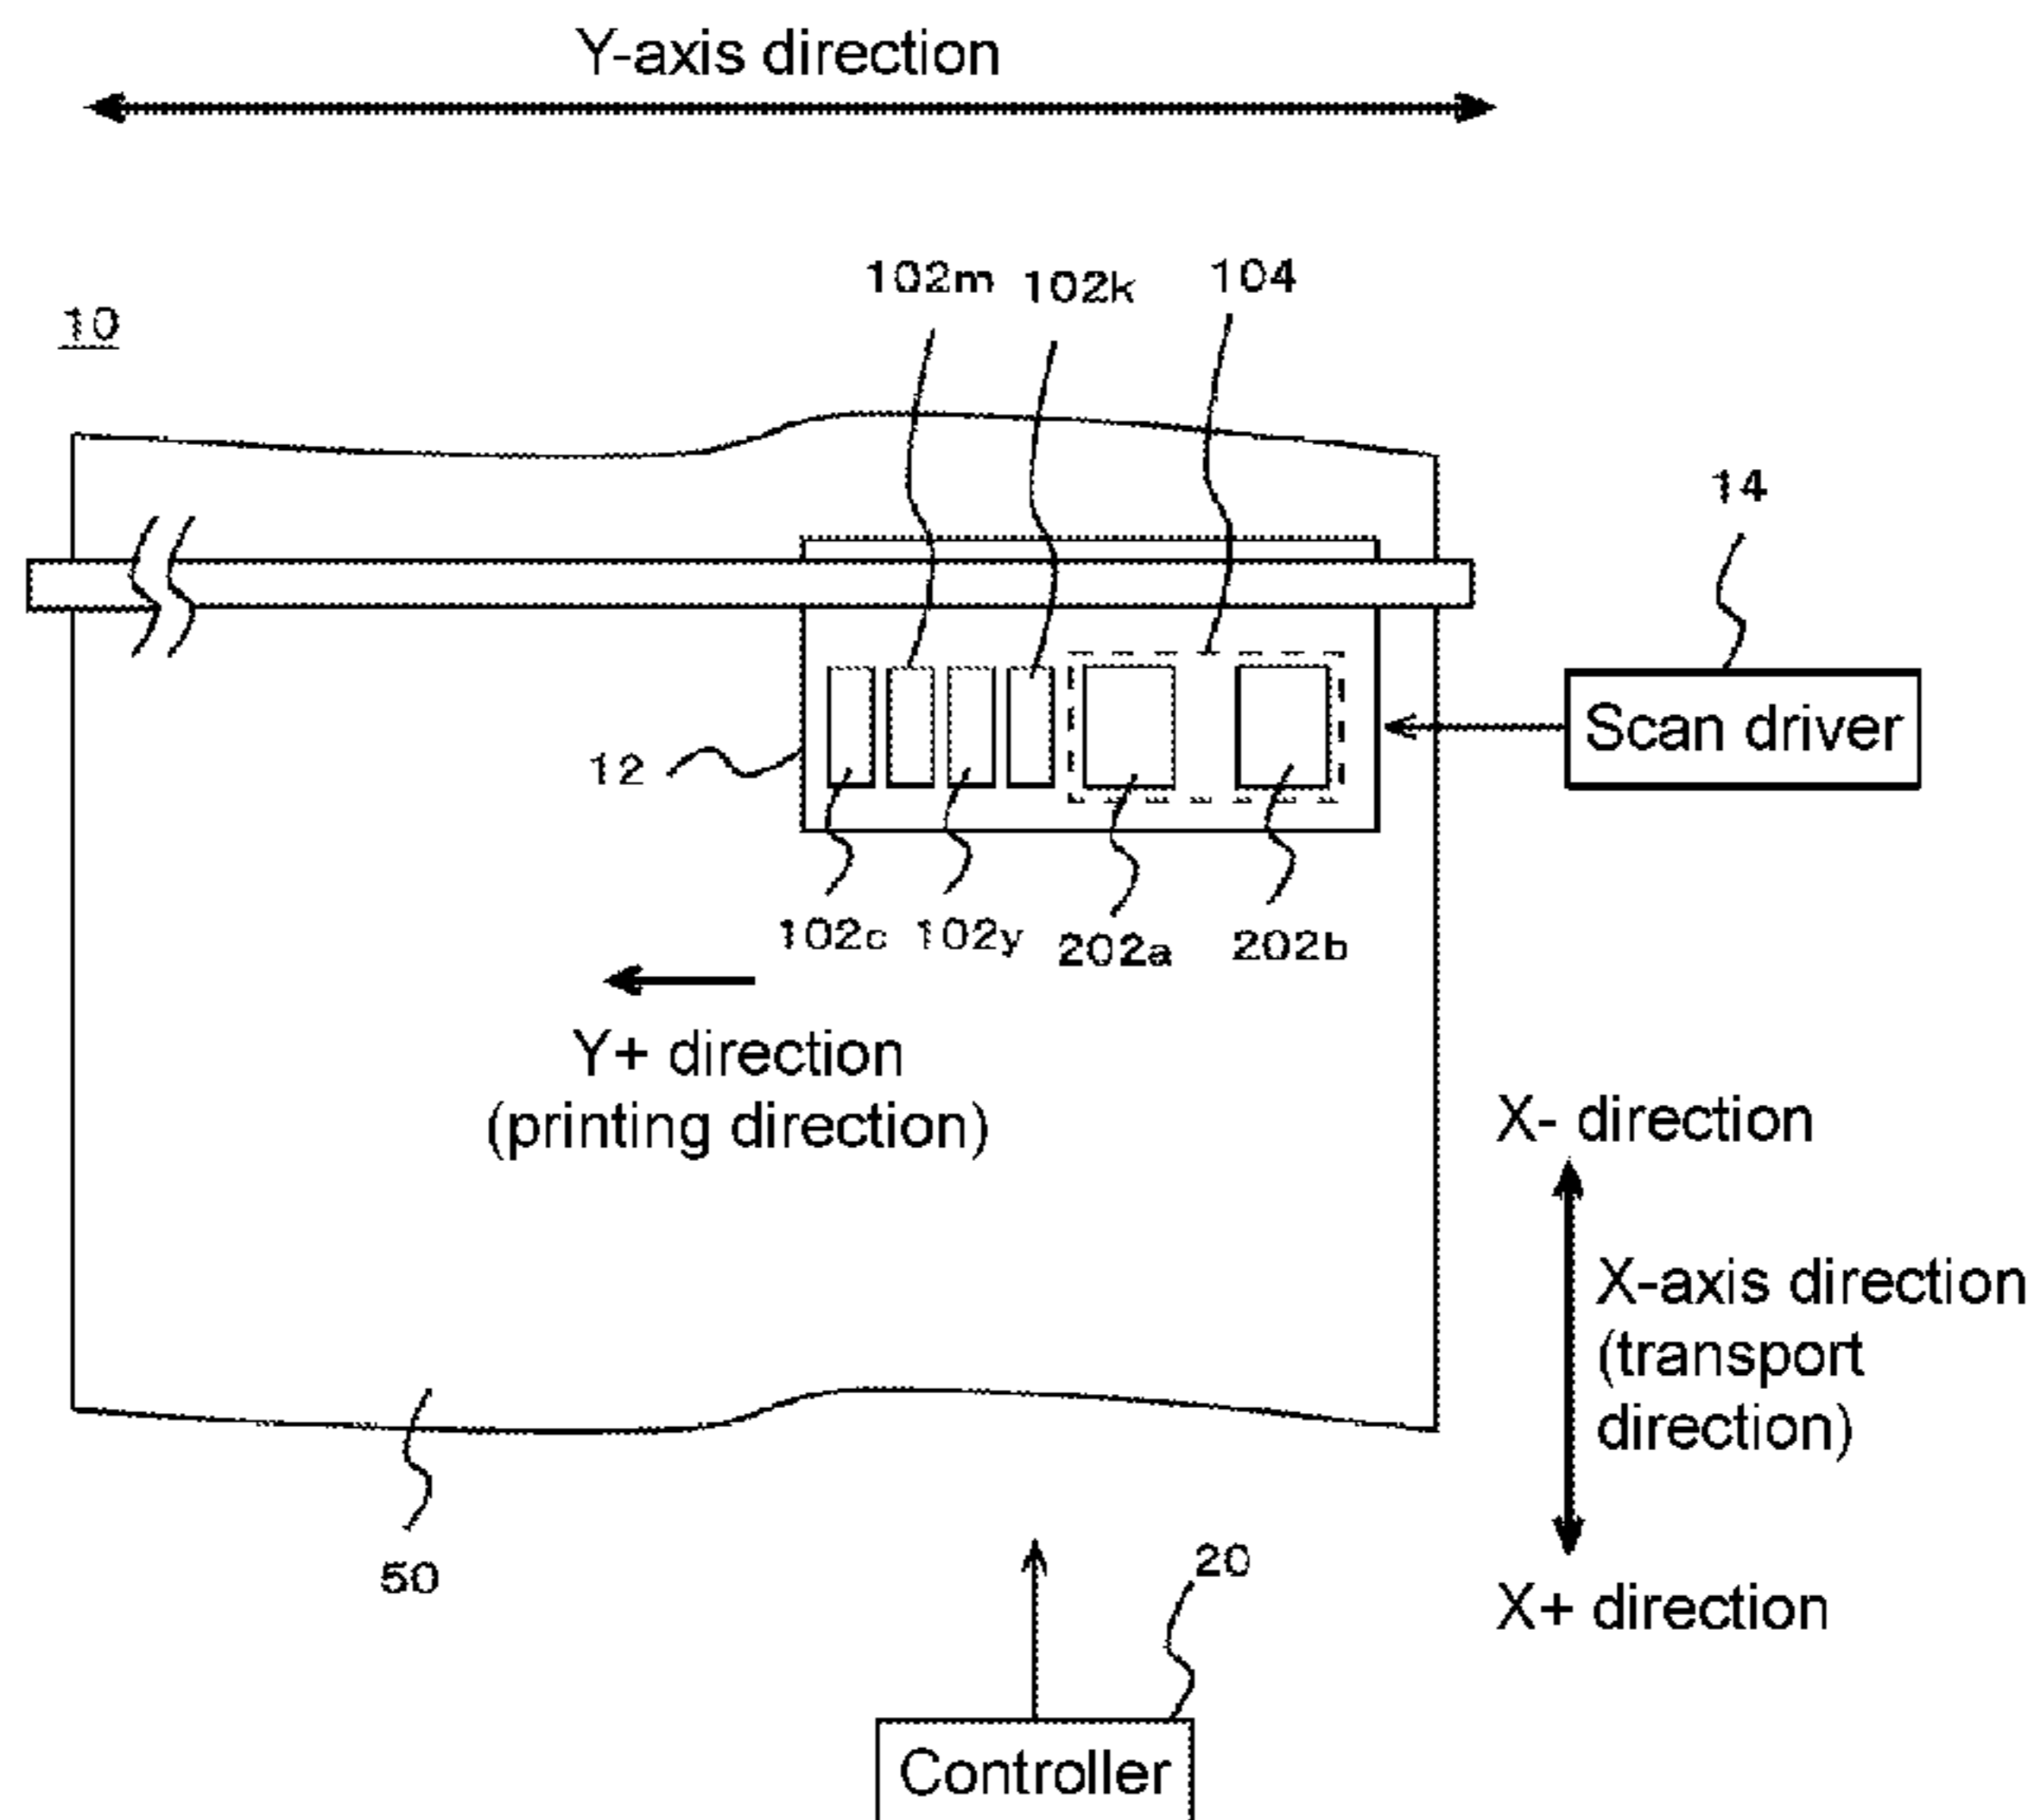 Y-axis direction
102m
102k
104
10
14
Scan driver
12
102c
102y
202a
202b
Y+ direction
(printing direction)
X- direction
X-axis direction
(transport
direction)
X+ direction
50
20
Controller